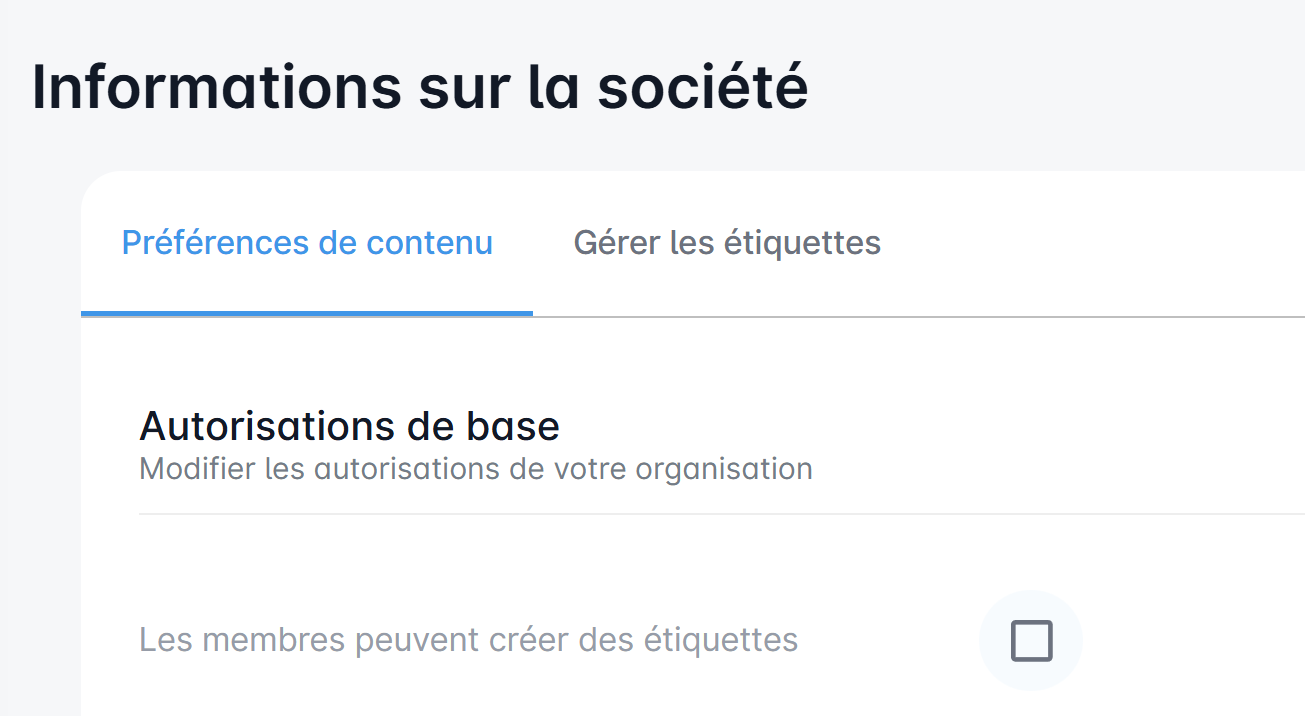 Informations sur la société
Préférences de contenu
Gérer les étiquettes
Autorisations de base
Modifier les autorisations de votre organisation
Les membres peuvent créer des étiquettes